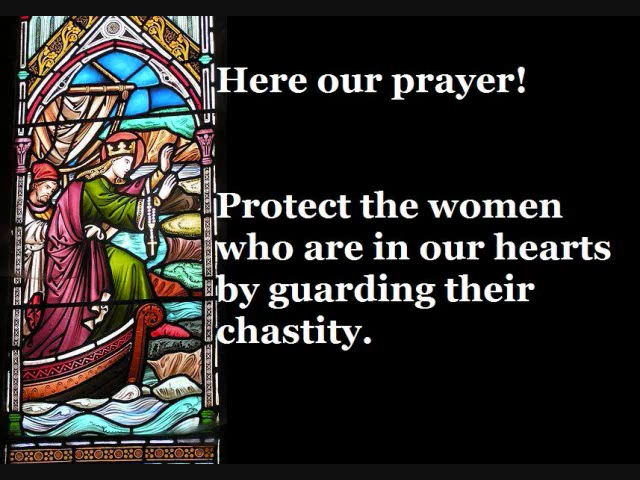 Here our prayer!
Protect the women
who are in our hearts
by guarding their
chastity.